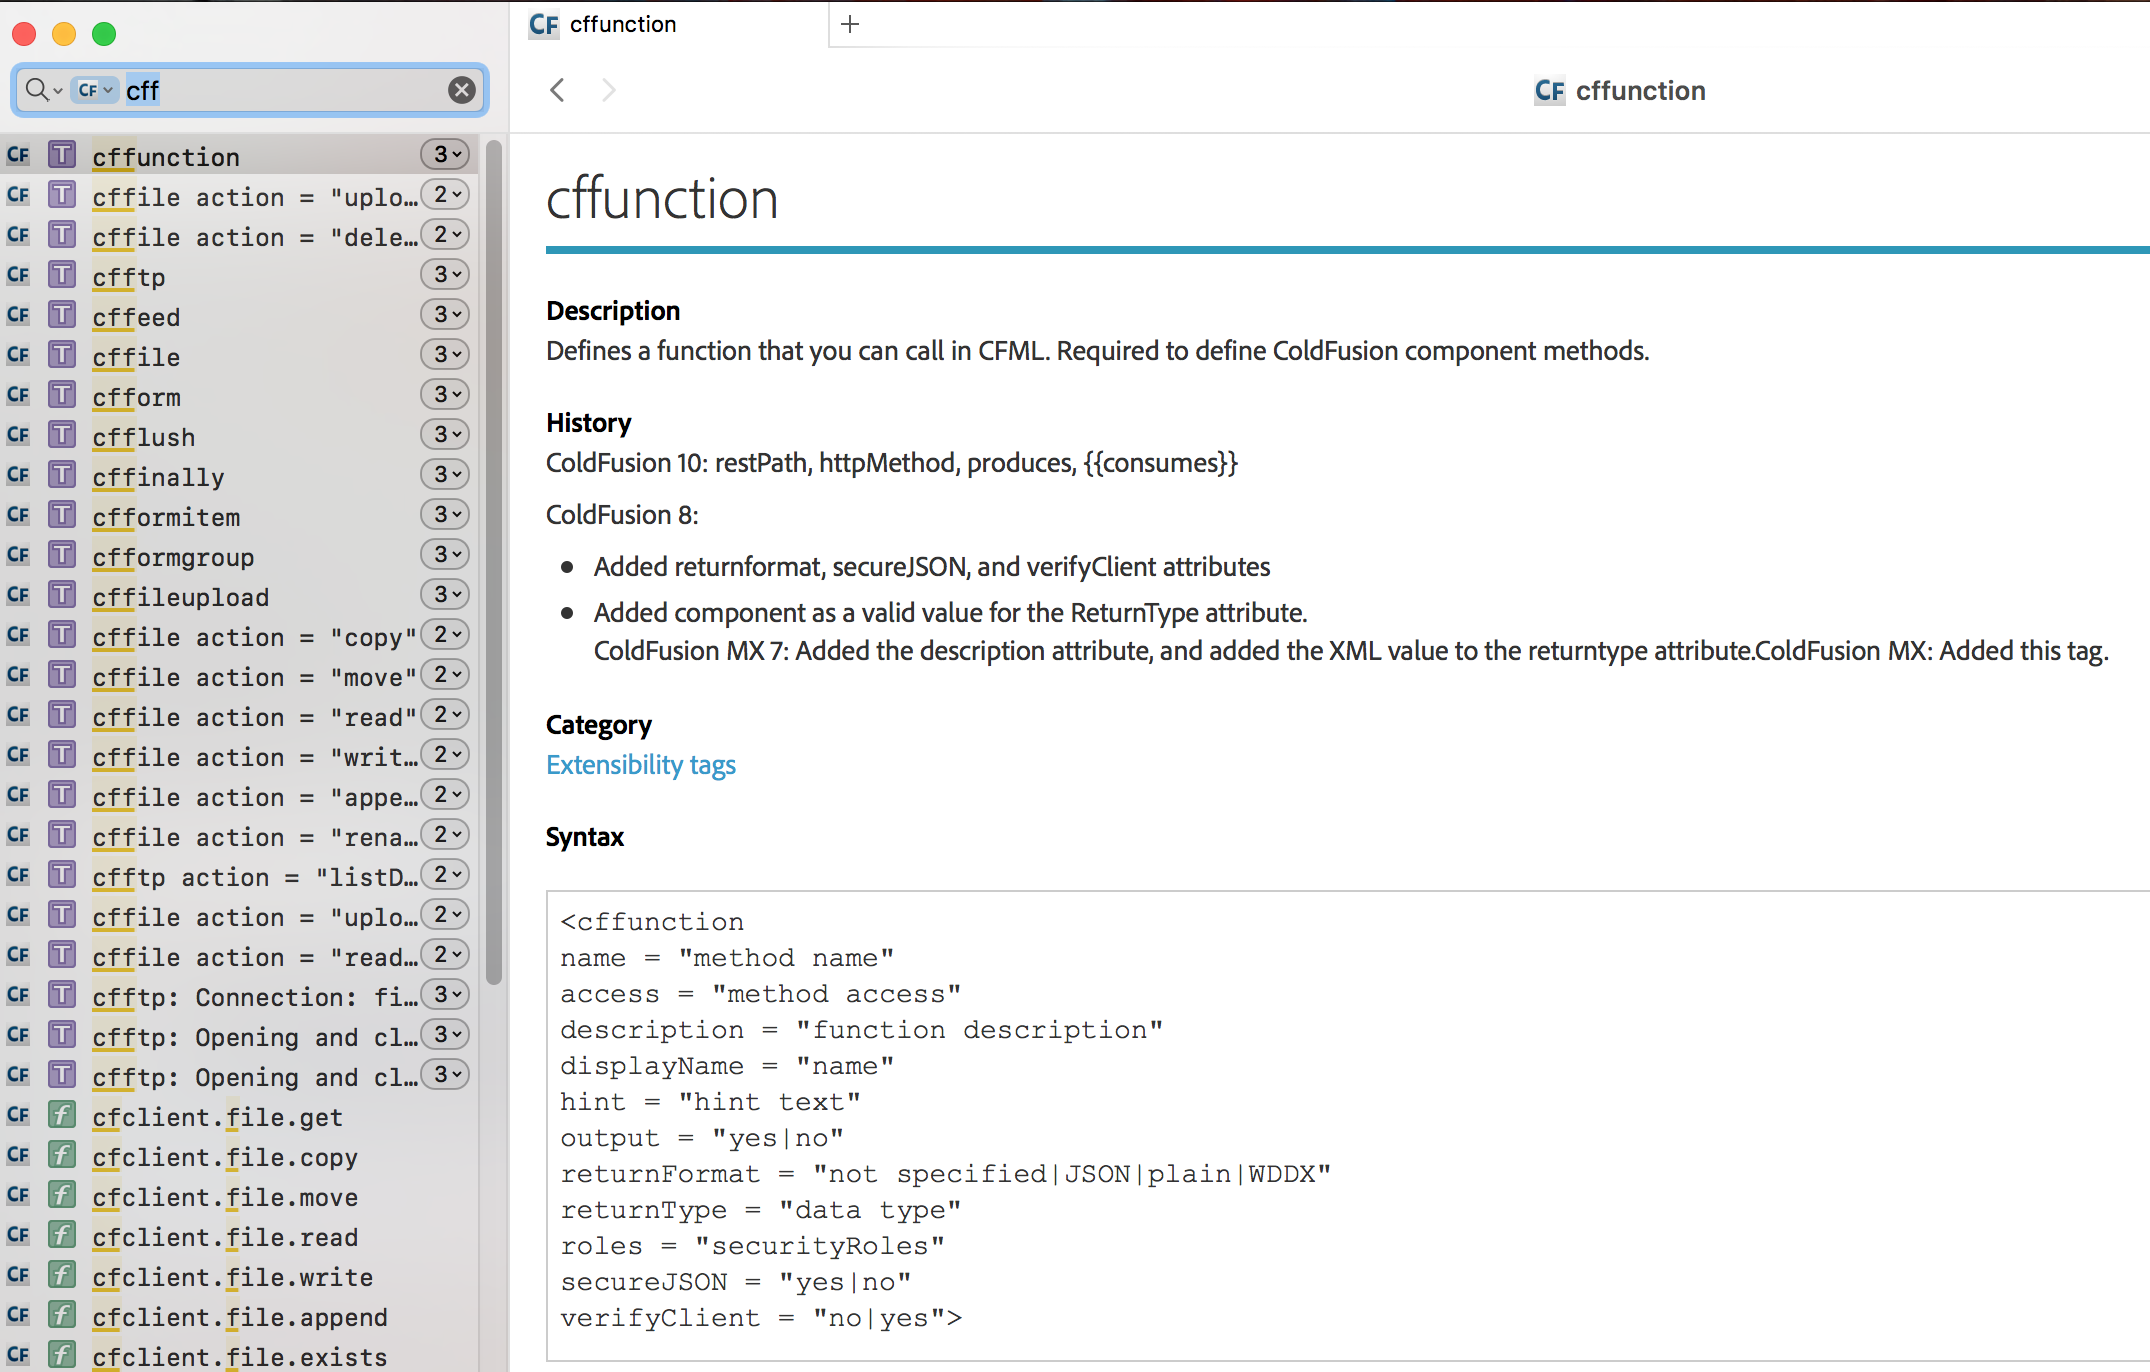 CF cffunction
CF cff
CF T cffunction 3
CF T cffile action = "uplo… 2
CF T cffile action = "dele… 2
CF T cfftp 3
CF T cffeed 3
CF T cffile 3
CF T cfform 3
CF T cfflush 3
CF T cffinally 3
CF T cfformitem 3
CF T cfformgroup 3
CF T cffileupload 3
CF T cffile action = "copy" 2
CF T cffile action = "move" 2
CF T cffile action = "read" 2
CF T cffile action = "writ… 2
CF T cffile action = "appe… 2
CF T cffile action = "rena… 2
CF T cfftp action = "listD… 2
CF T cffile action = "uplo… 2
CF T cffile action = "read… 2
CF T cfftp: Connection: fi… 3
CF T cfftp: Opening and cl… 3
CF T cfftp: Opening and cl… 3
CF f cfclient.file.get
CF f cfclient.file.copy
CF f cfclient.file.move
CF f cfclient.file.read
CF f cfclient.file.write
CF f cfclient.file.append
CF f cfclient.file.exists
CF cffunction
cffunction
Description
Defines a function that you can call in CFML. Required to define ColdFusion component methods.
History
ColdFusion 10: restPath, httpMethod, produces, {{consumes}}
ColdFusion 8:
• Added returnformat, secureJSON, and verifyClient attributes
• Added component as a valid value for the ReturnType attribute.
ColdFusion MX 7: Added the description attribute, and added the XML value to the returntype attribute.ColdFusion MX: Added this tag.
Category
Extensibility tags
Syntax
<cffunction
name = "method name"
access = "method access"
description = "function description"
displayName = "name"
hint = "hint text"
output = "yes|no"
returnFormat = "not specified|JSON|plain|WDDX"
returnType = "data type"
roles = "securityRoles"
secureJSON = "yes|no"
verifyClient = "no|yes">